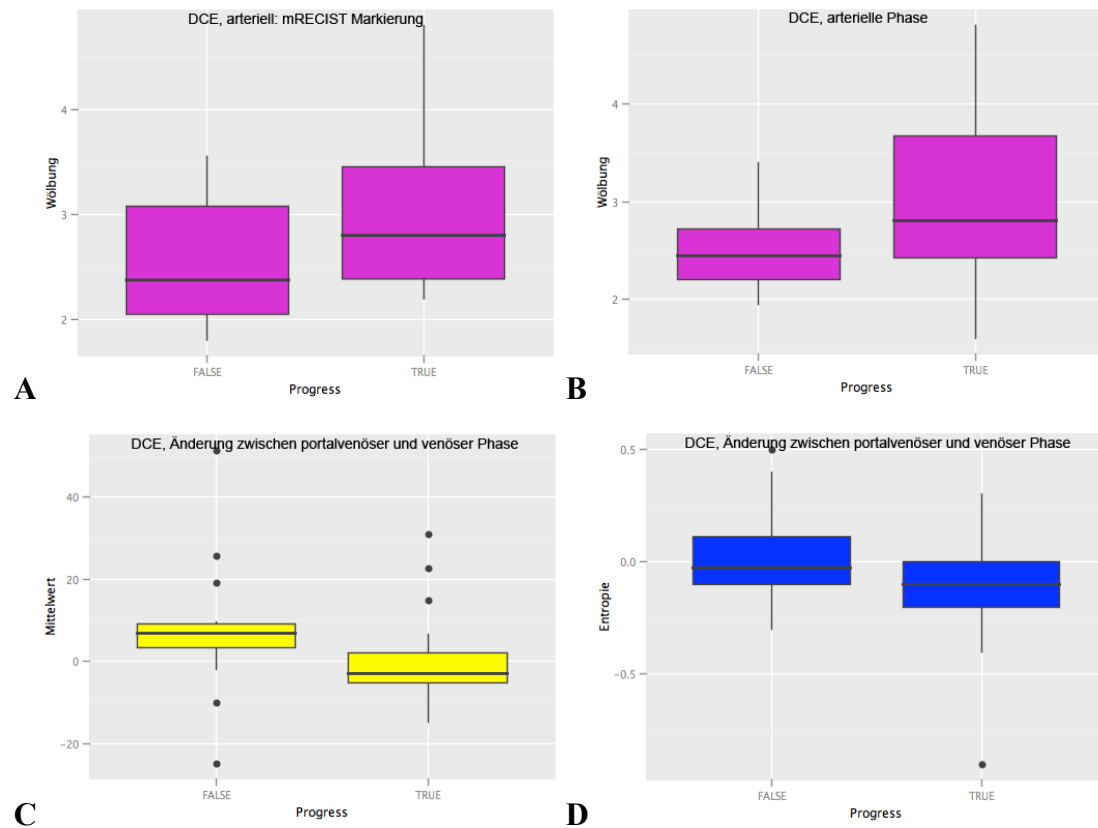 DCE, arteriell: mRECIST Markierung
Wölbung
4
3
2
FALSE TRUE
Progress
A
DCE, arterielle Phase
Wölbung
4
3
2
FALSE TRUE
Progress
B
DCE, Änderung zwischen portalvenöser und venöser Phase
Mittelwert
40
20
0
-20
FALSE TRUE
Progress
C
DCE, Änderung zwischen portalvenöser und venöser Phase
Entropie
0.5
0.0
-0.5
FALSE TRUE
Progress
D